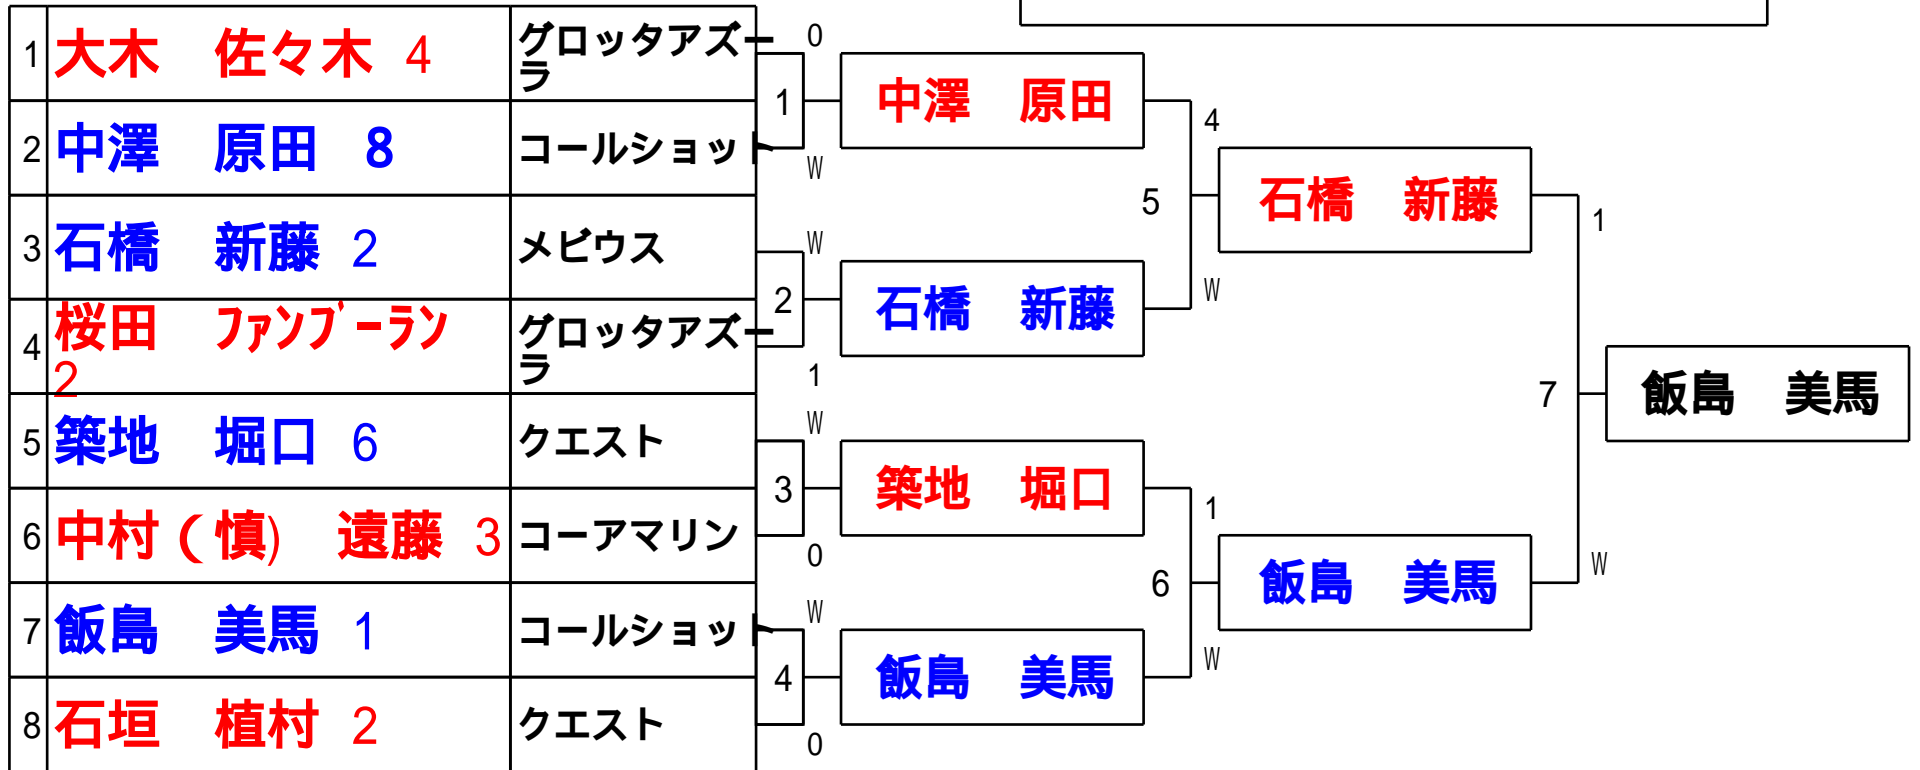 1 大木 佐々木 4 グロッタアズー
ラ
0
1
中澤 原田
2 中澤 原田 8 コールショット
W
4
5
石橋 新藤
3 石橋 新藤 2 メビウス
W
1
2
石橋 新藤
W
4 桜田 ファンブーラン
2
グロッタアズー
ラ
1
7
飯島 美馬
5 築地 堀口 6 クエスト
W
3
築地 堀口
1
6 中村(慎) 遠藤 3 コーアマリン
0
6
飯島 美馬
W
7 飯島 美馬 1 コールショット
W
4
飯島 美馬
W
8 石垣 植村 2 クエスト
0